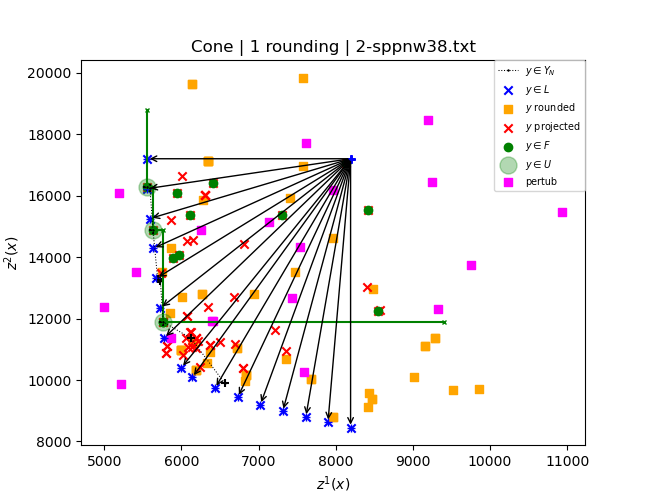 Cone | 1 rounding | 2-sppnw38.txt
z²(x)
20000
18000
16000
14000
12000
10000
8000
5000 6000 7000 8000 9000 10000 11000
z¹(x)
y ∈ Y_N
y ∈ L
y rounded
y projected
y ∈ F
y ∈ U
pertub